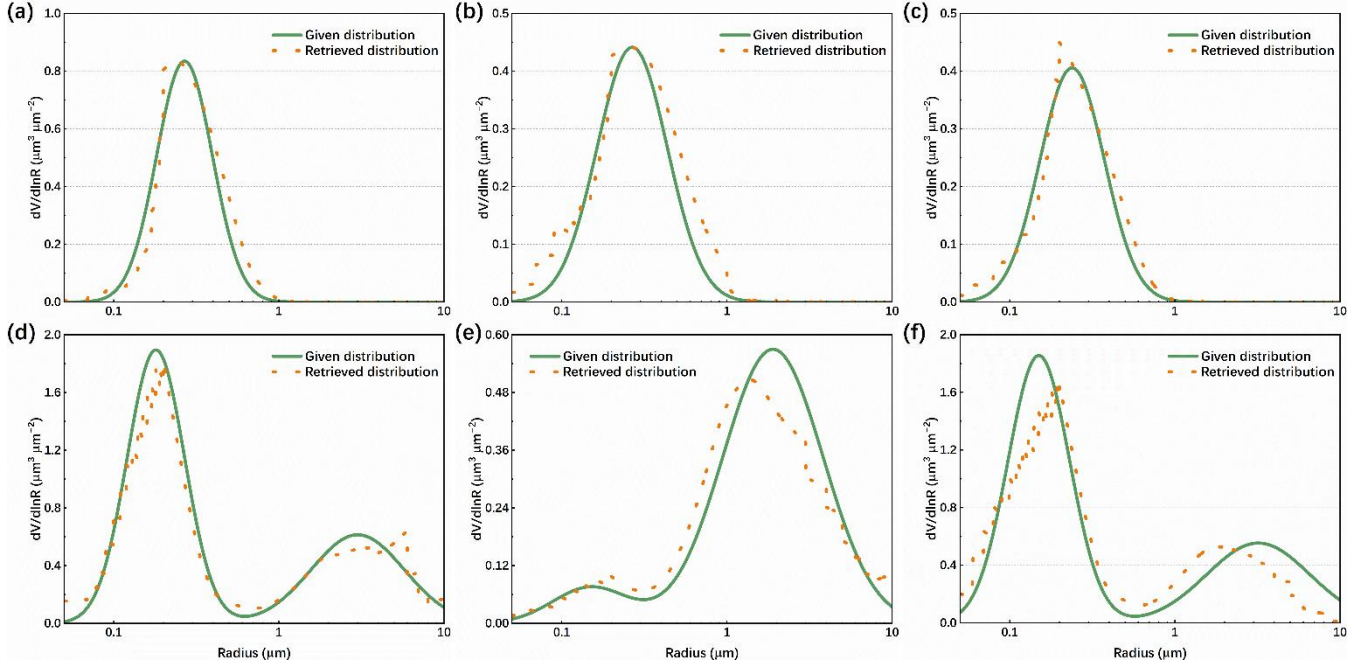 (a)
1.0
0.8
0.6
0.4
0.2
0.0
dV/dlnR (μm³ μm⁻²)
Given distribution
Retrieved distribution
0.1
1
10
(b)
0.5
0.4
0.3
0.2
0.1
0.0
dV/dlnR (μm³ μm⁻²)
Given distribution
Retrieved distribution
0.1
1
10
(c)
0.5
0.4
0.3
0.2
0.1
0.0
dV/dlnR (μm³ μm⁻²)
Given distribution
Retrieved distribution
0.1
1
10
(d)
2.0
1.6
1.2
0.8
0.4
0.0
dV/dlnR (μm³ μm⁻²)
Given distribution
Retrieved distribution
0.1
1
10
Radius (μm)
(e)
0.60
0.48
0.36
0.24
0.12
0.00
dV/dlnR (μm³ μm⁻²)
Given distribution
Retrieved distribution
0.1
1
10
Radius (μm)
(f)
2.0
1.6
1.2
0.8
0.4
0.0
dV/dlnR (μm³ μm⁻²)
Given distribution
Retrieved distribution
0.1
1
10
Radius (μm)